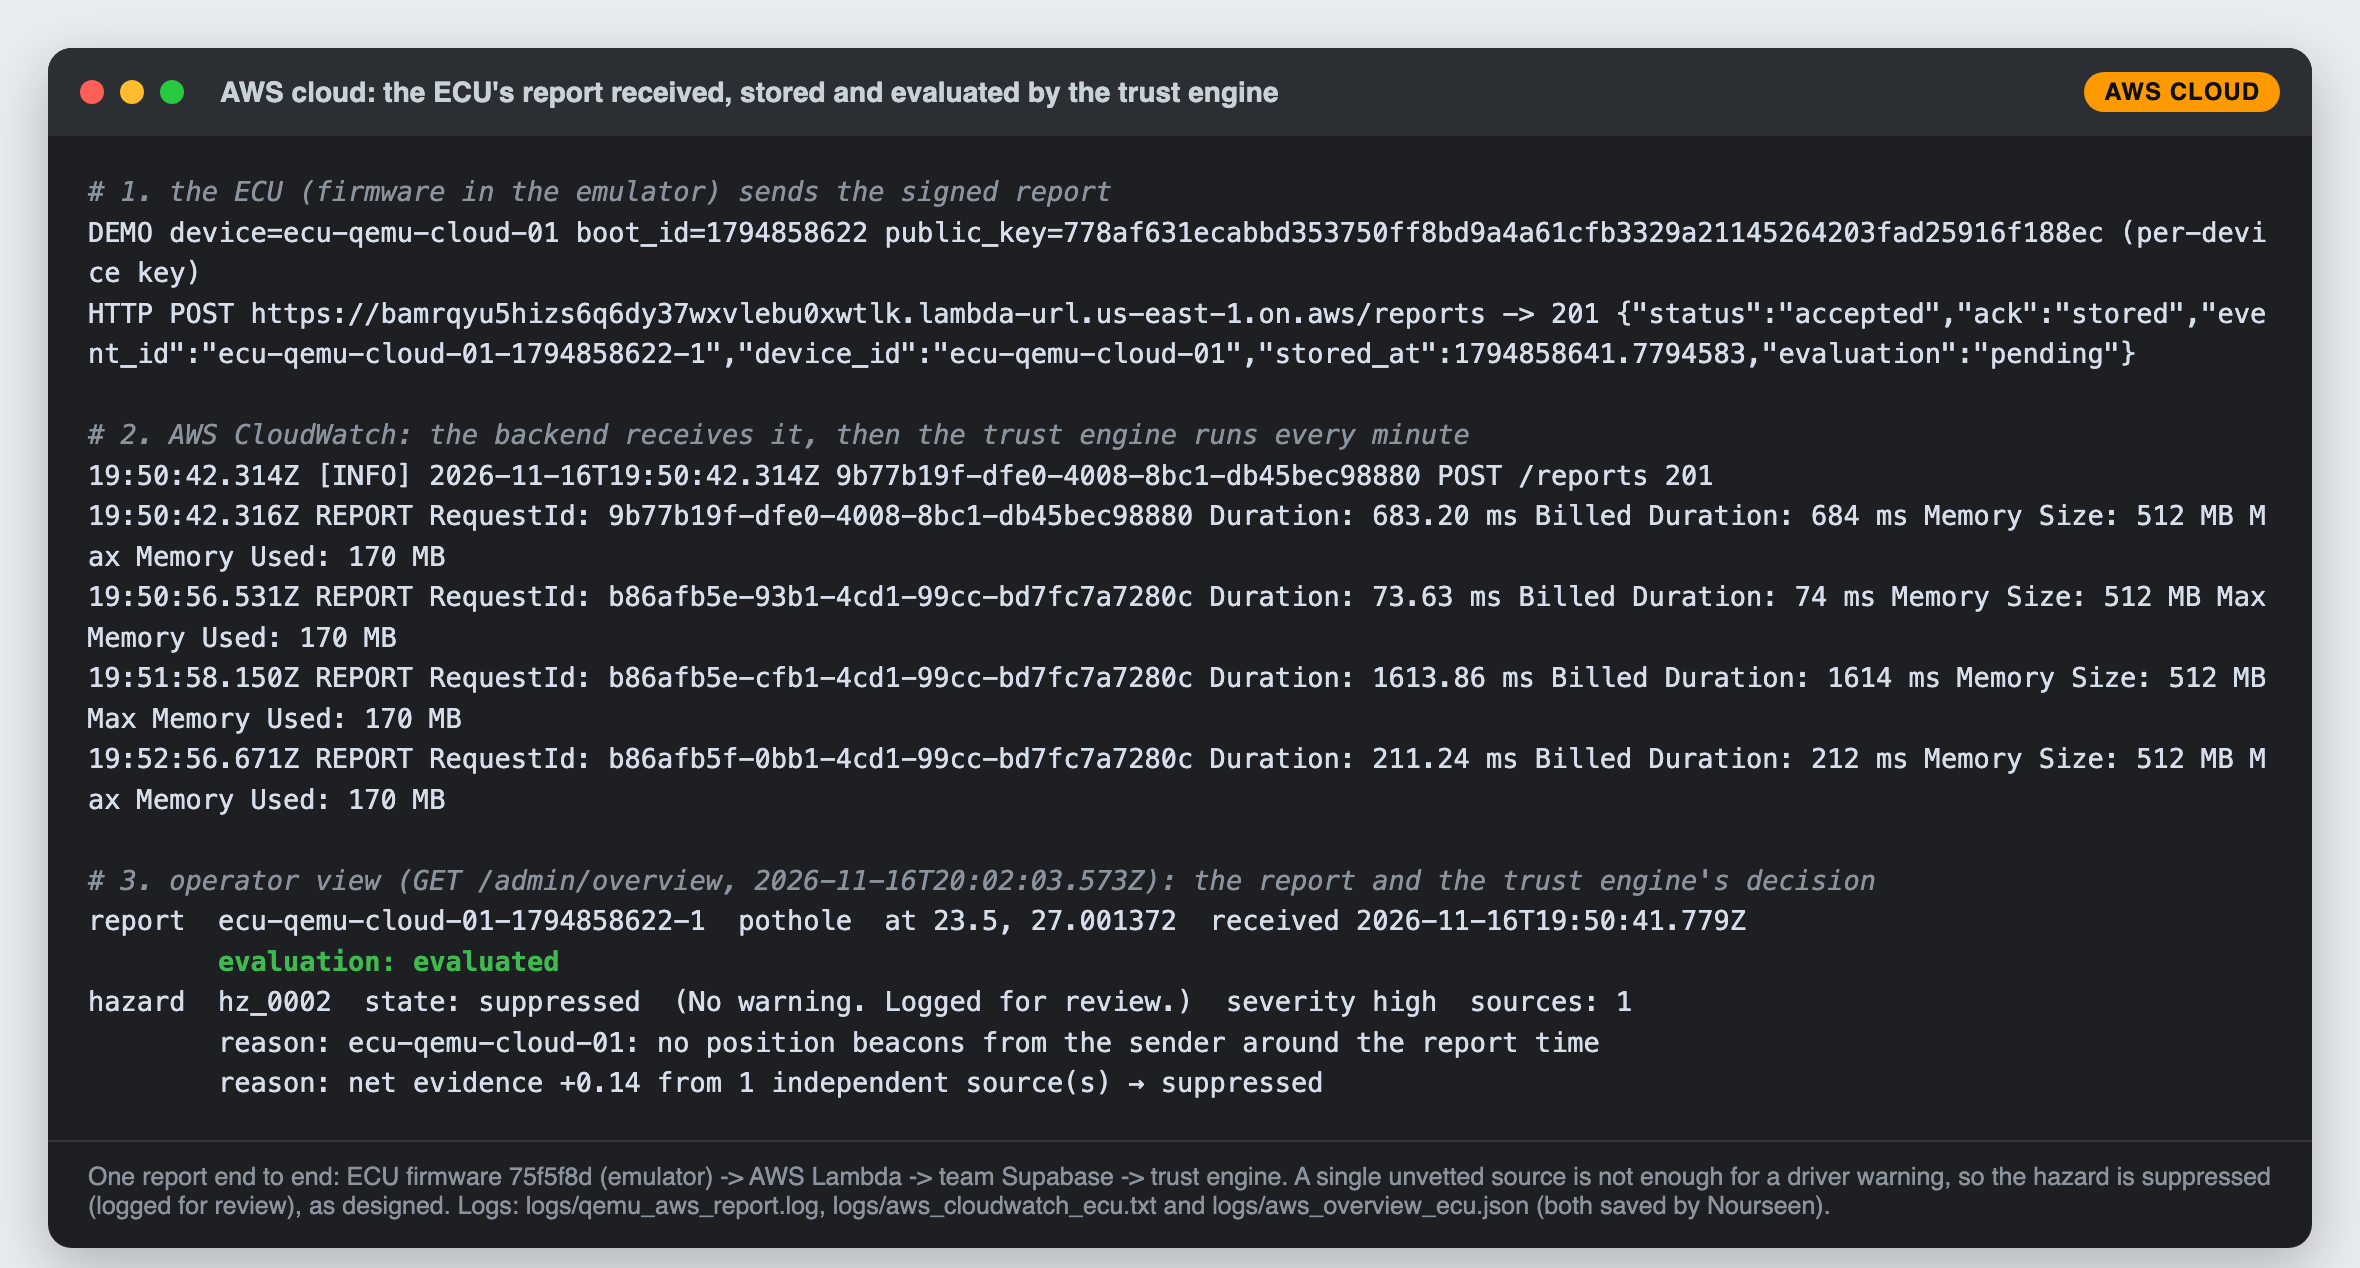 AWS cloud: the ECU's report received, stored and evaluated by the trust engine
AWS CLOUD
# 1. the ECU (firmware in the emulator) sends the signed report
DEMO device=ecu-qemu-cloud-01 boot_id=1794858622 public_key=778af631ecabbd353750ff8bd9a4a61cfb3329a21145264203fad25916f188ec (per-devi
ce key)
HTTP POST https://bamrqyu5hizs6q6dy37wxvlebu0xwtlk.lambda-url.us-east-1.on.aws/reports -> 201 {"status":"accepted","ack":"stored","eve
nt_id":"ecu-qemu-cloud-01-1794858622-1","device_id":"ecu-qemu-cloud-01","stored_at":1794858641.7794583,"evaluation":"pending"}
# 2. AWS CloudWatch: the backend receives it, then the trust engine runs every minute
19:50:42.314Z [INFO] 2026-11-16T19:50:42.314Z 9b77b19f-dfe0-4008-8bc1-db45bec98880 POST /reports 201
19:50:42.316Z REPORT RequestId: 9b77b19f-dfe0-4008-8bc1-db45bec98880 Duration: 683.20 ms Billed Duration: 684 ms Memory Size: 512 MB M
ax Memory Used: 170 MB
19:50:56.531Z REPORT RequestId: b86afb5e-93b1-4cd1-99cc-bd7fc7a7280c Duration: 73.63 ms Billed Duration: 74 ms Memory Size: 512 MB Max
Memory Used: 170 MB
19:51:58.150Z REPORT RequestId: b86afb5e-cfb1-4cd1-99cc-bd7fc7a7280c Duration: 1613.86 ms Billed Duration: 1614 ms Memory Size: 512 MB
Max Memory Used: 170 MB
19:52:56.671Z REPORT RequestId: b86afb5f-0bb1-4cd1-99cc-bd7fc7a7280c Duration: 211.24 ms Billed Duration: 212 ms Memory Size: 512 MB M
ax Memory Used: 170 MB
# 3. operator view (GET /admin/overview, 2026-11-16T20:02:03.573Z): the report and the trust engine's decision
report ecu-qemu-cloud-01-1794858622-1 pothole at 23.5, 27.001372 received 2026-11-16T19:50:41.779Z
evaluation: evaluated
hazard hz_0002 state: suppressed (No warning. Logged for review.) severity high sources: 1
reason: ecu-qemu-cloud-01: no position beacons from the sender around the report time
reason: net evidence +0.14 from 1 independent source(s) → suppressed
One report end to end: ECU firmware 75f5f8d (emulator) -> AWS Lambda -> team Supabase -> trust engine. A single unvetted source is not enough for a driver warning, so the hazard is suppressed
(logged for review), as designed. Logs: logs/qemu_aws_report.log, logs/aws_cloudwatch_ecu.txt and logs/aws_overview_ecu.json (both saved by Nourseen).